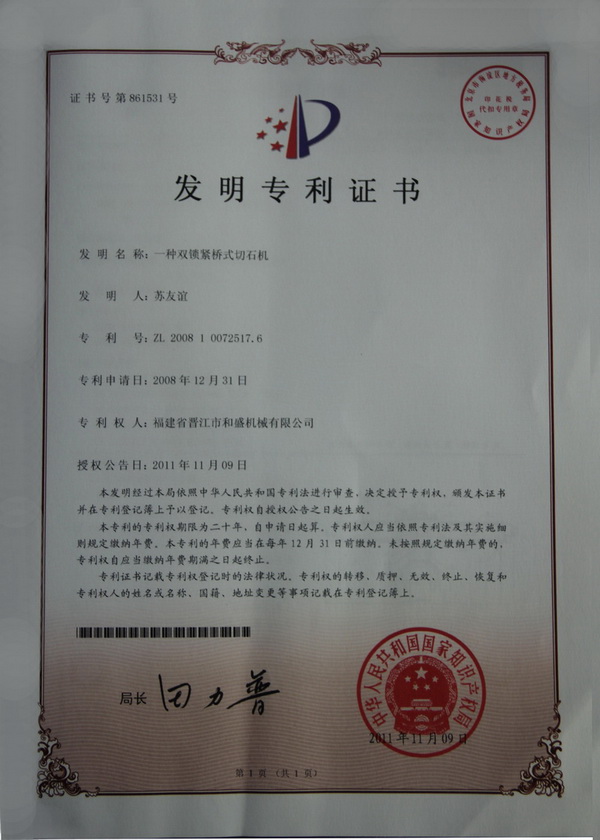 证书号第861531号
印花税
代扣专用章
国家知识产权局
发明专利证书
发明名称：一种双锁紧桥式切石机
发明人：苏友谊
专利号：ZL 2008 1 0072517.6
专利申请日：2008年12月31日
专利权人：福建省晋江市和盛机械有限公司
授权公告日：2011年11月09日
本发明经过本局依照中华人民共和国专利法进行审查，决定授予专利权，颁发本证书
并在专利登记簿上予以登记。专利权自授权公告之日起生效。
本专利的专利权期限为二十年，自申请日起算。专利权人应当依照专利法及其实施细
则规定缴纳年费。本专利的年费应当在每年12月31日前缴纳。未按照规定缴纳年费的，
专利权自应当缴纳年费期满之日起终止。
专利证书记载专利权登记时的法律状况。专利权的转移、质押、无效、终止、恢复和
专利权人的姓名或名称、国籍、地址变更等事项记载在专利登记簿上。
局长 田力普
中华人民共和国国家知识产权局
2011年11月09日
第1页（共1页）